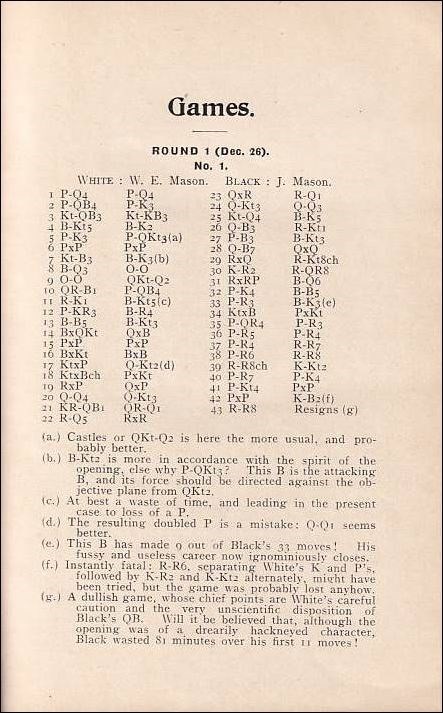 Games.
ROUND 1 (Dec. 26).
No. 1.
WHITE : W. E. Mason. BLACK : J. Mason.
1 P-Q4 P-Q4
2 P-QB4 P-K3
3 Kt-QB3 Kt-KB3
4 B-Kt5 B-K2
5 P-K3 P-QKt3(a)
6 PxP PxP
7 Kt-B3 B-K3(b)
8 B-Q3 O-O
9 O-O QKt-Q2
10 QR-B1 P-QB4
11 R-K1 B-Kt5(c)
12 P-KR3 B-R4
13 B-B5 B-Kt3
14 BxQKt QxB
15 PxP PxP
16 BxKt BxB
17 KtxP Q-Kt2(d)
18 KtxBch PxKt
19 RxP QxP
20 Q-Q4 Q-Kt3
21 KR-QB1 QR-Q1
22 R-Q5 RxR
23 QxR R-Q1
24 Q-Kt3 Q-Q3
25 Kt-Q4 B-K5
26 Q-B3 R-Kt1
27 P-B3 B-Kt3
28 Q-B7 QxQ
29 RxQ R-Kt8ch
30 K-R2 R-QR8
31 RxRP B-Q6
32 P-K4 B-B5
33 P-R3 B-K3(e)
34 KtxB PxKt
35 P-QR4 P-R3
36 P-R5 P-R4
37 P-R4 R-R7
38 P-R6 R-R8
39 R-R8ch K-Kt2
40 P-R7 P-K4
41 P-Kt4 PxP
42 PxP K-B2(f)
43 R-R8 Resigns (g)
(a.) Castles or QKt-Q2 is here the more usual, and pro-
bably better.
(b.) B-Kt2 is more in accordance with the spirit of the
opening, else why P-QKt3? This B is the attacking
B, and its force should be directed against the ob-
jective plane from QKt2.
(c.) At best a waste of time, and leading in the present
case to loss of a P.
(d.) The resulting doubled P is a mistake: Q-Q1 seems
better.
(e.) This B has made 9 out of Black's 33 moves! His
fussy and useless career now ignominiously closes.
(f.) Instantly fatal: R-R6, separating White's K and P's,
followed by K-R2 and K-Kt2 alternately, might have
been tried, but the game was probably lost anyhow.
(g.) A dullish game, whose chief points are White's careful
caution and the very unscientific disposition of
Black's QB. Will it be believed that, although the
opening was of a drearily hackneyed character,
Black wasted 81 minutes over his first 11 moves!